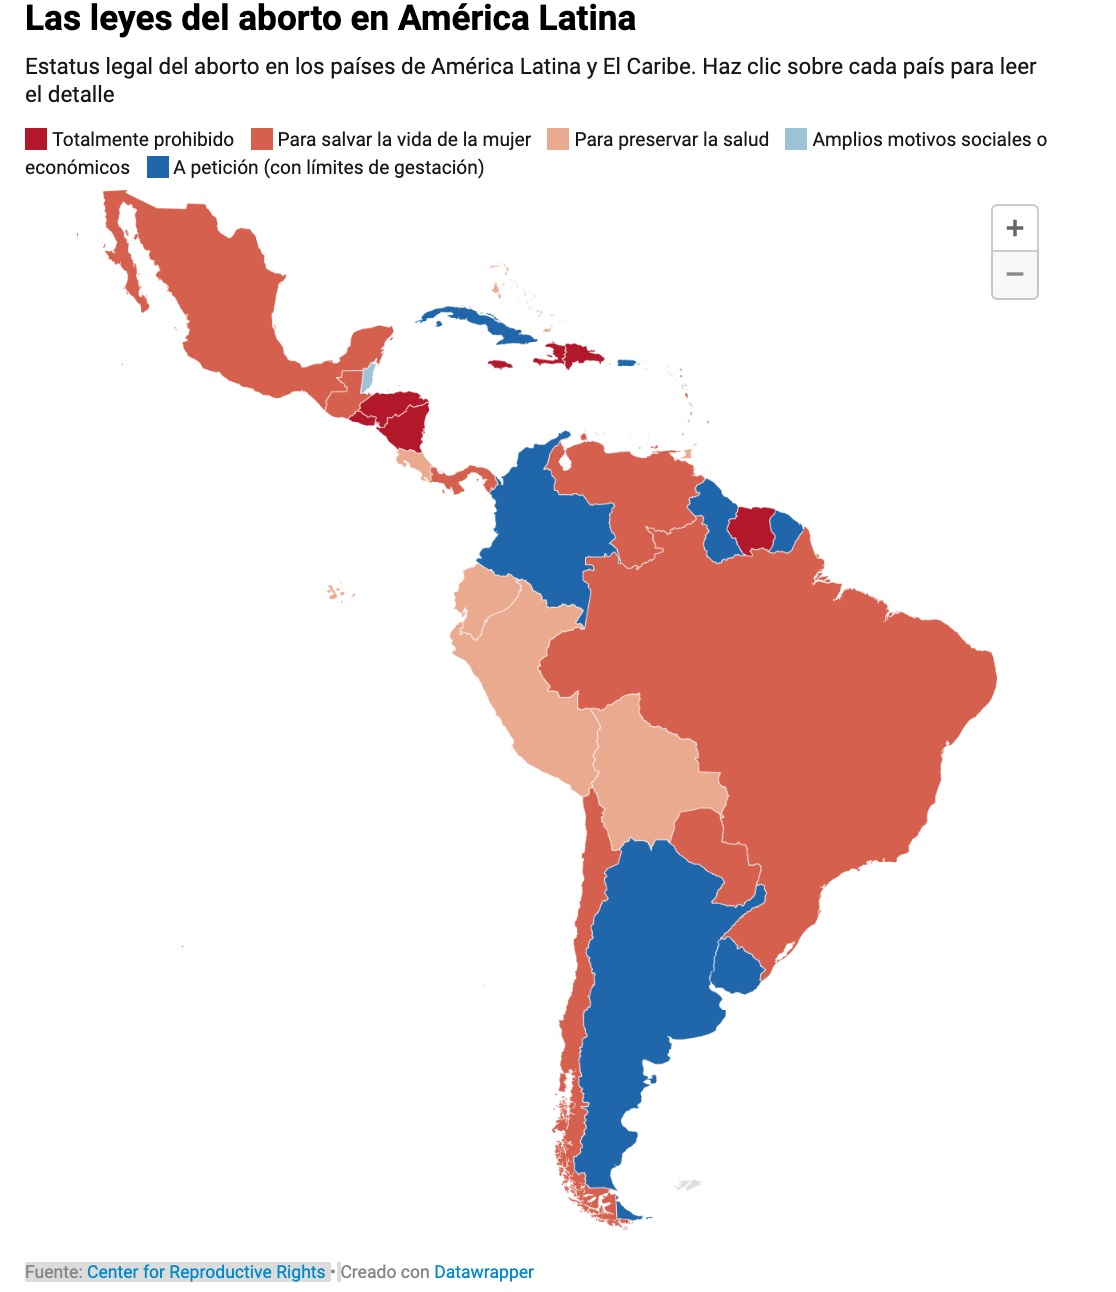 Las leyes del aborto en América Latina
Estatus legal del aborto en los países de América Latina y El Caribe. Haz clic sobre cada país para leer
el detalle
Totalmente prohibido Para salvar la vida de la mujer Para preservar la salud Amplios motivos sociales o
económicos A petición (con límites de gestación)
+
−
Fuente: Center for Reproductive Rights • Creado con Datawrapper